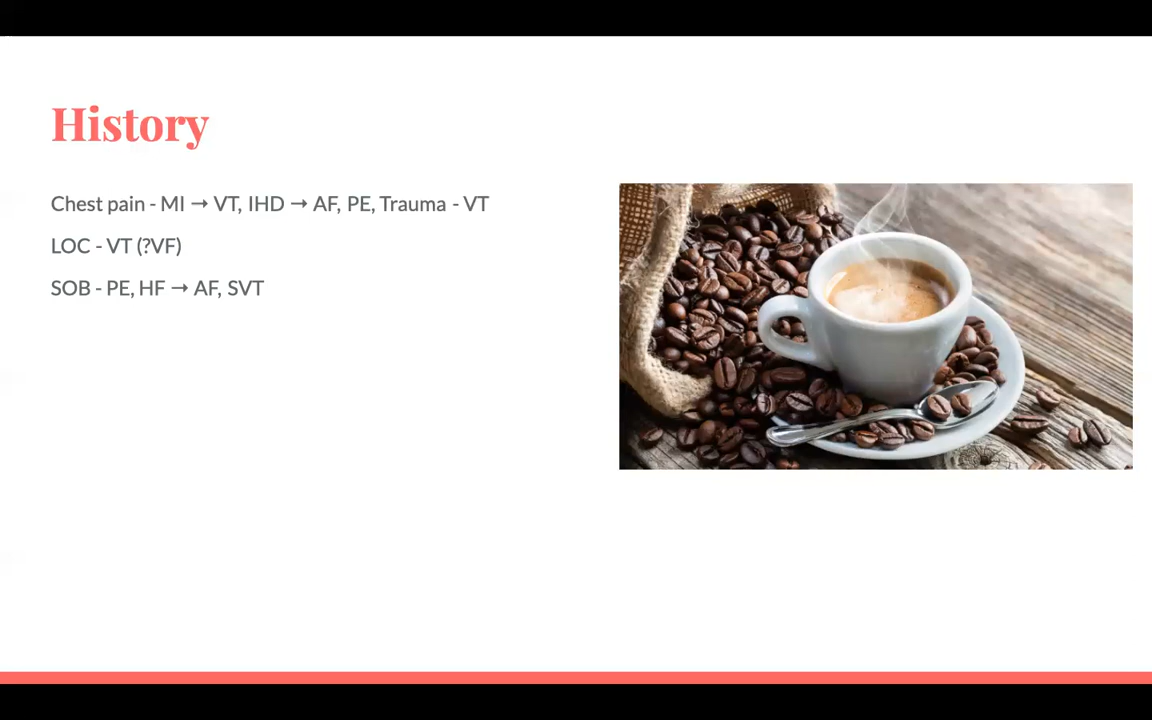 History
Chest pain - MI → VT, IHD → AF, PE, Trauma - VT
LOC - VT (?VF)
SOB - PE, HF → AF, SVT